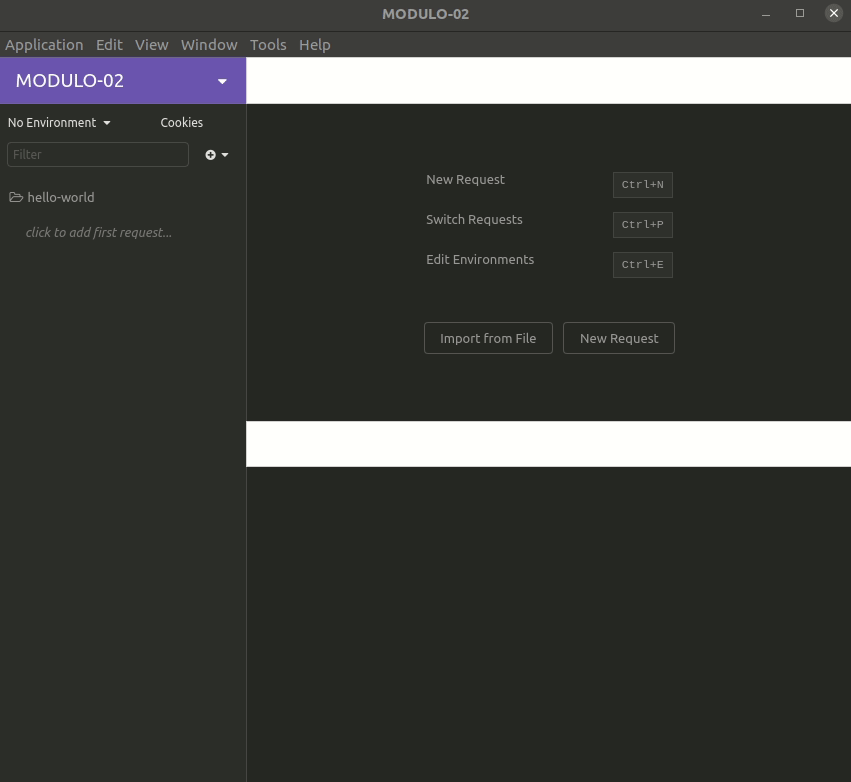 MODULO-02
Application Edit View Window Tools Help
MODULO-02
No Environment Cookies
Filter
hello-world
click to add first request...
New Request Ctrl+N
Switch Requests Ctrl+P
Edit Environments Ctrl+E
Import from File New Request